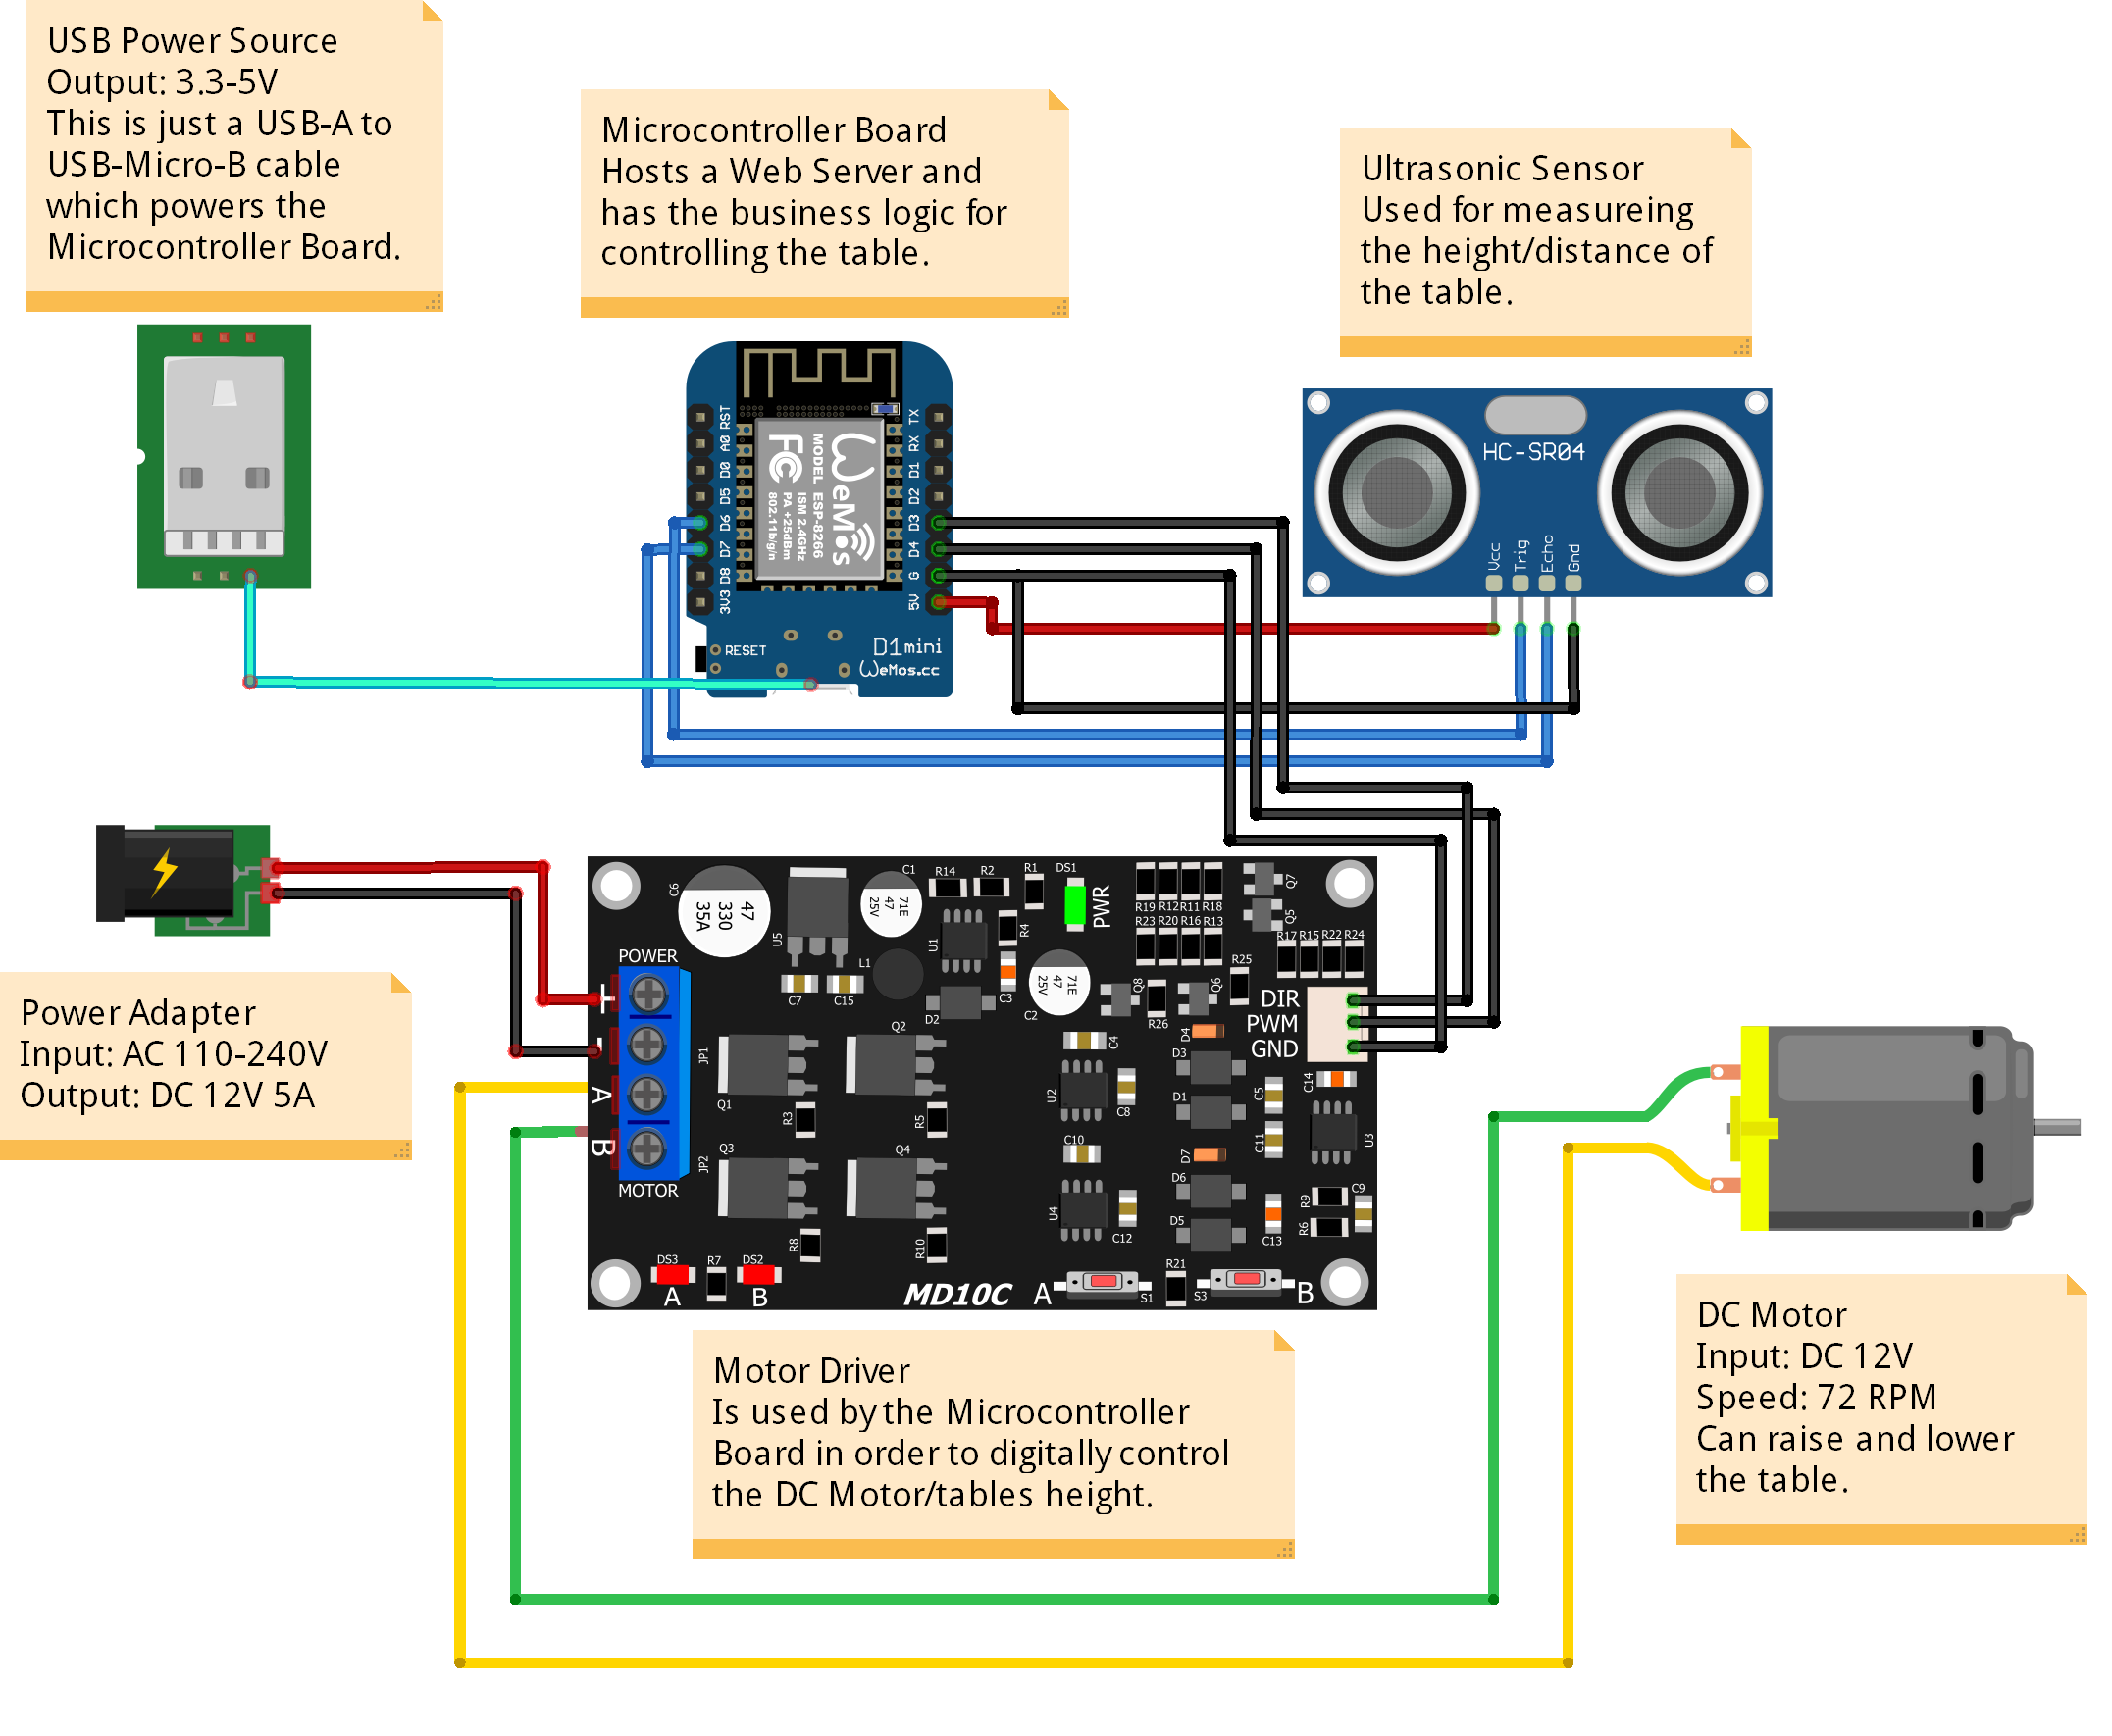 USB Power Source
Output: 3.3-5V
This is just a USB-A to
USB-Micro-B cable
which powers the
Microcontroller Board.
Microcontroller Board
Hosts a Web Server and
has the business logic for
controlling the table.
Ultrasonic Sensor
Used for measureing
the height/distance of
the table.
RST
A0
D0
D5
D6
D7
D8
3V3
TX
RX
D1
D2
D3
D4
G
5V
WeMos
MODEL ESP-8266
ISM 2.4GHz
PA +25dBm
802.11b/g/n
FC
RESET
D1mini
WeMos.cc
HC-SR04
Vcc
Trig
Echo
Gnd
Power Adapter
Input: AC 110-240V
Output: DC 12V 5A
POWER
+
-
A
B
MOTOR
C6
47
330
35A
U5
C7
C15
C1
71E
47
25V
L1
R14
R2
R1
DS1
PWR
U1
R4
C3
D2
71E
47
25V
C2
R19 R12 R11 R18
R23 R20 R16 R13
Q7
Q5
R17 R15 R22 R24
R25
Q8
R26
Q6
DIR
PWM
GND
JP1
JP2
Q1
Q2
Q3
Q4
R3
R5
R8
R10
C4
U2
C8
C10
U4
C12
D4
D3
D1
D7
D6
D5
C5
C11
C14
U3
C13
R9
R6
C9
DS3
A
R7
DS2
B
MD10C
A
S1
R21
S3
B
Motor Driver
Is used by the Microcontroller
Board in order to digitally control
the DC Motor/tables height.
DC Motor
Input: DC 12V
Speed: 72 RPM
Can raise and lower
the table.